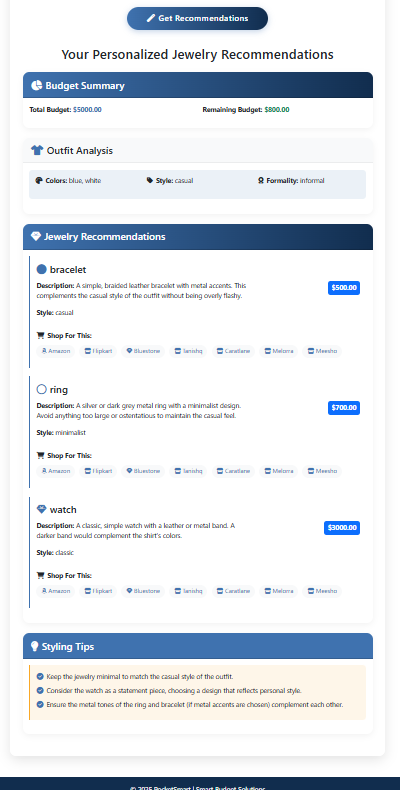 Get Recommendations
Your Personalized Jewelry Recommendations
Budget Summary
Total Budget: $5000.00 Remaining Budget: $800.00
Outfit Analysis
Colors: blue, white Style: casual Formality: informal
Jewelry Recommendations
bracelet
Description: A simple, braided leather bracelet with metal accents. This
complements the casual style of the outfit without being overly flashy.
$500.00
Style: casual
Shop For This:
Amazon Flipkart Bluestone Tanishq Caratlane Melorra Meesho
ring
Description: A silver or dark grey metal ring with a minimalist design.
Avoid anything too large or ostentatious to maintain the casual feel.
$700.00
Style: minimalist
Shop For This:
Amazon Flipkart Bluestone Tanishq Caratlane Melorra Meesho
watch
Description: A classic, simple watch with a leather or metal band. A
darker band would complement the shirt's colors.
$3000.00
Style: classic
Shop For This:
Amazon Flipkart Bluestone Tanishq Caratlane Melorra Meesho
Styling Tips
Keep the jewelry minimal to match the casual style of the outfit.
Consider the watch as a statement piece, choosing a design that reflects personal style.
Ensure the metal tones of the ring and bracelet (if metal accents are chosen) complement each other.
© 2025 PocketSmart | Smart Budget Solutions